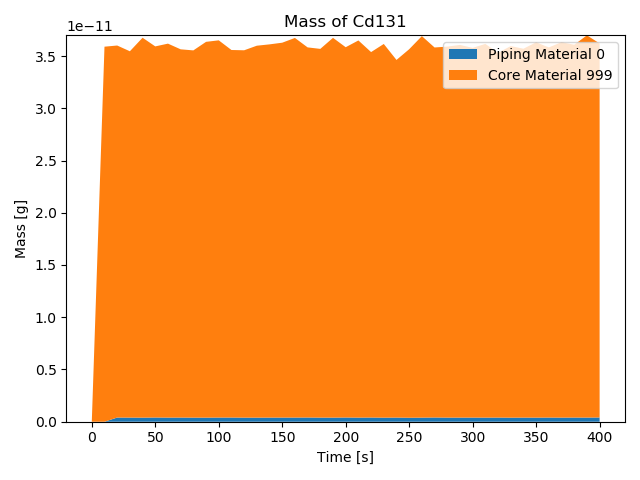 Mass of Cd131
1e−11
Piping Material 0
Core Material 999
Mass [g]
3.5
3.0
2.5
2.0
1.5
1.0
0.5
0.0
0 50 100 150 200 250 300 350 400
Time [s]